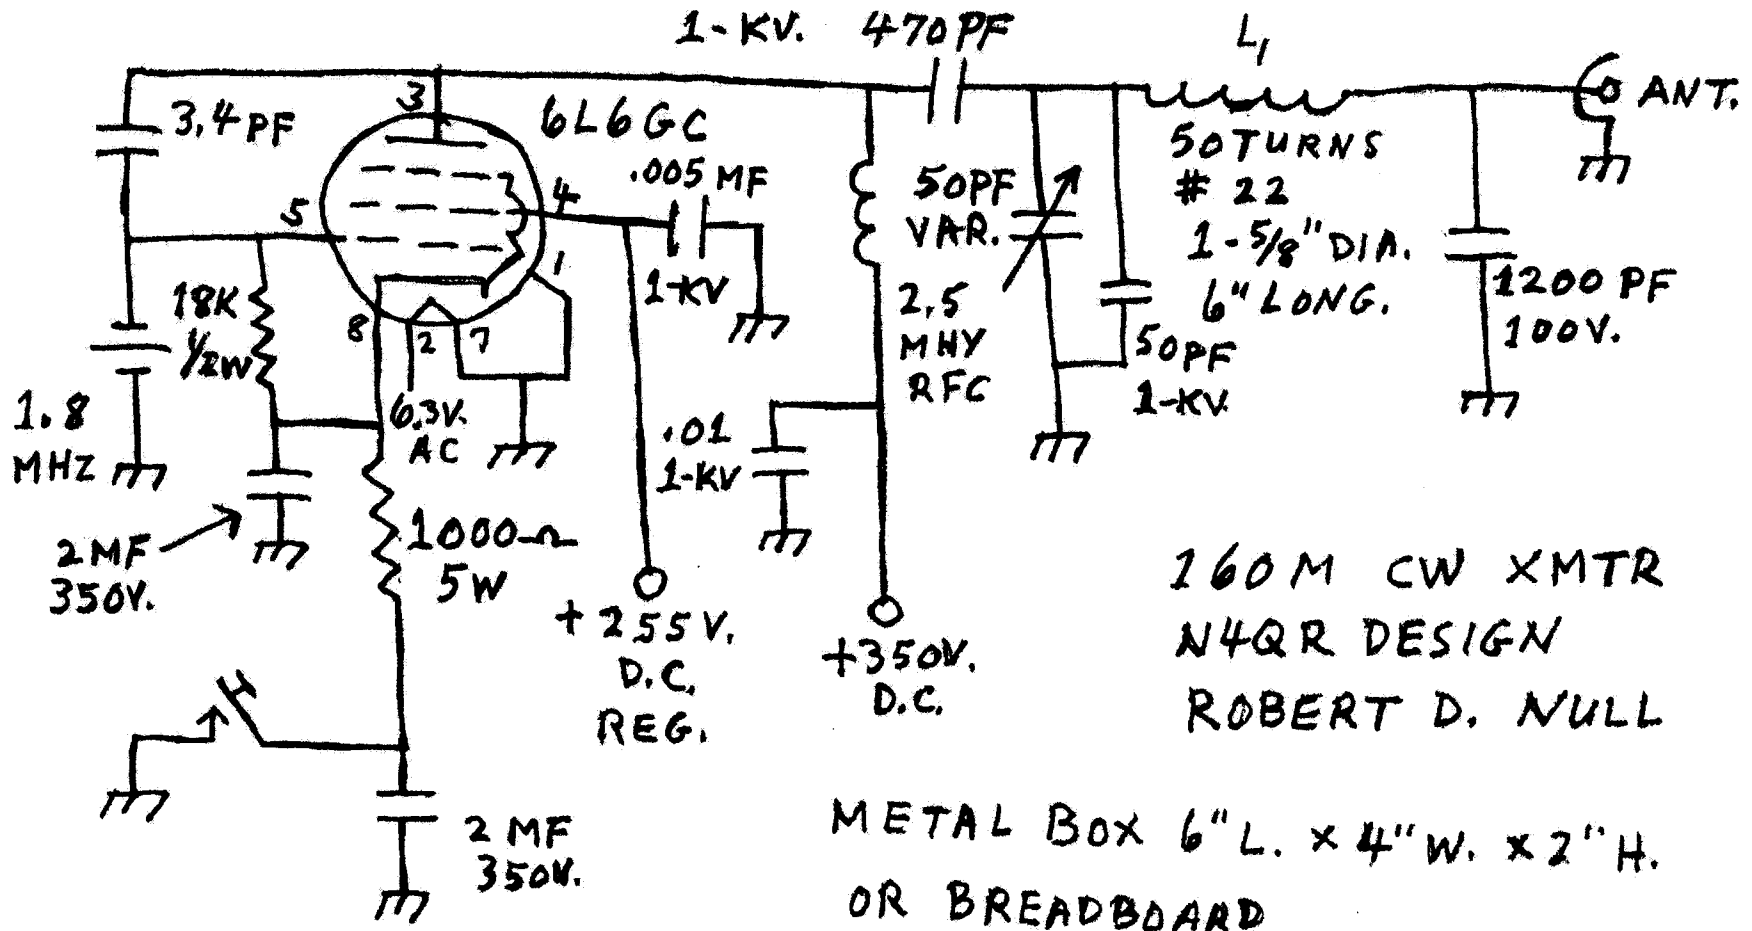 1-KV. 470PF
L1
ANT.
3.4PF
3
6L6GC
.005 MF
1-KV
4
5
1
8
2
7
18K
1/2W
6.3V.
AC
1.8
MHZ
2MF
350V.
1000Ω
5W
+255V.
D.C.
REG.
50PF
VAR.
2.5
MHY
RFC
.01
1-KV
+350V.
D.C.
50PF
1-KV
50TURNS
# 22
1-5/8" DIA.
6" LONG.
1200 PF
100V.
160M CW XMTR
N4QR DESIGN
ROBERT D. NULL
2 MF
350V.
METAL BOX 6"L. x 4"W. x 2"H.
OR BREADBOARD